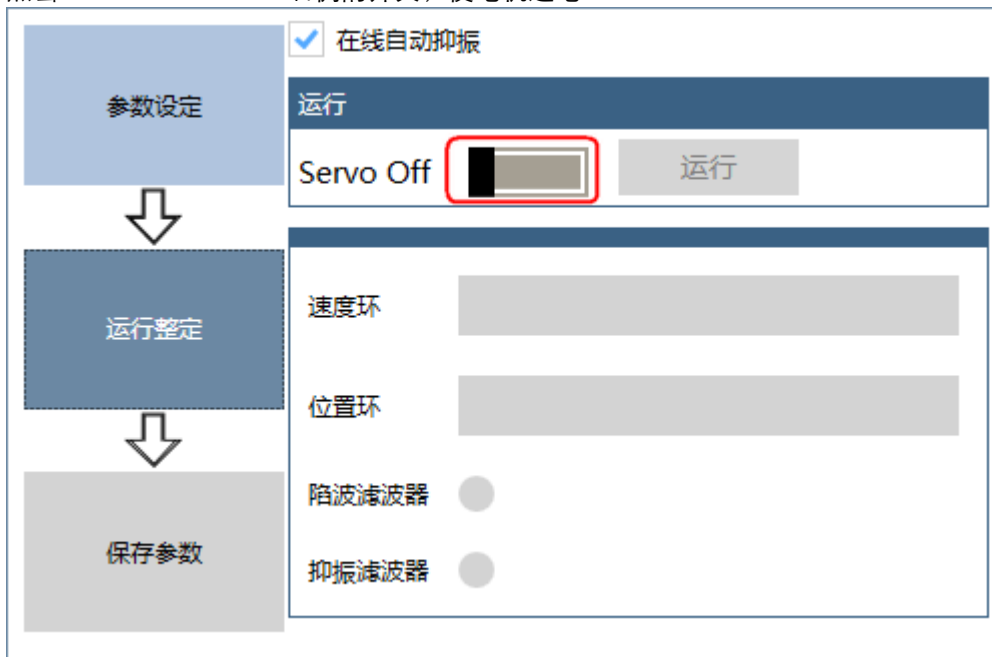 在线自动抑振
参数设定
运行
Servo Off
运行
运行整定
速度环
位置环
陷波滤波器
保存参数
抑振滤波器